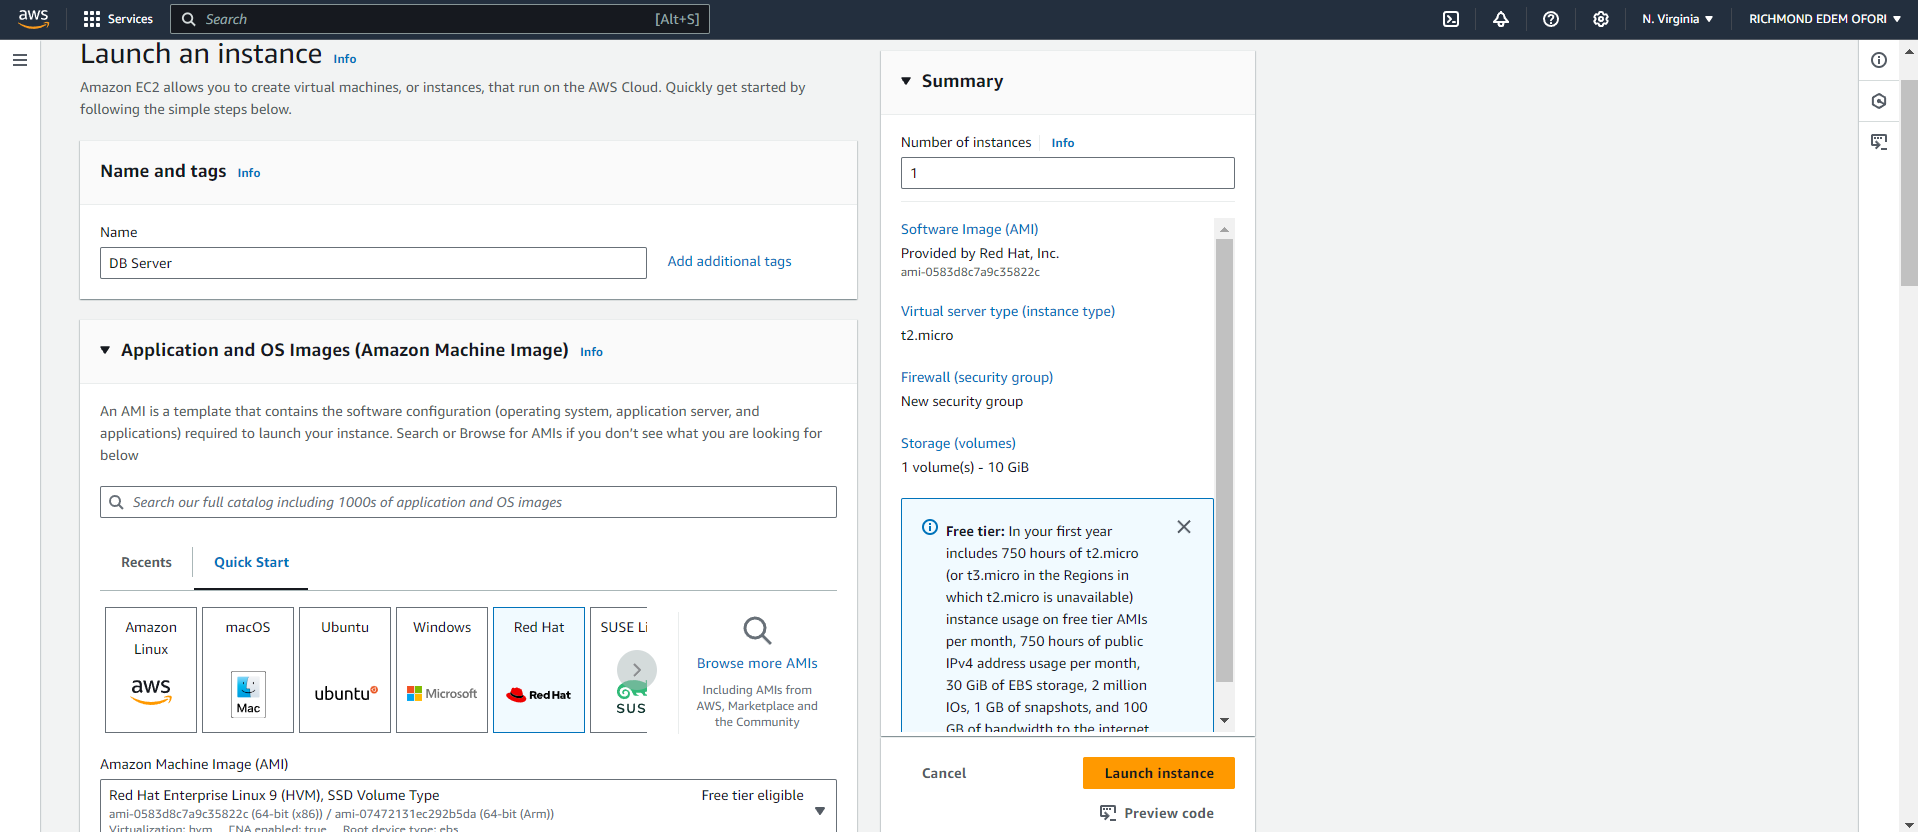 aws
Services
Search
[Alt+S]
N. Virginia
RICHMOND EDEM OFORI
Launch an instance Info
Amazon EC2 allows you to create virtual machines, or instances, that run on the AWS Cloud. Quickly get started by
following the simple steps below.
Name and tags Info
Name
DB Server
Add additional tags
Application and OS Images (Amazon Machine Image) Info
An AMI is a template that contains the software configuration (operating system, application server, and
applications) required to launch your instance. Search or Browse for AMIs if you don’t see what you are looking for
below
Search our full catalog including 1000s of application and OS images
Recents
Quick Start
Amazon
Linux
aws
macOS
Mac
Ubuntu
ubuntu
Windows
Microsoft
Red Hat
Red Hat
SUSE Li
SUS
Browse more AMIs
Including AMIs from
AWS, Marketplace and
the Community
Amazon Machine Image (AMI)
Red Hat Enterprise Linux 9 (HVM), SSD Volume Type
Free tier eligible
ami-0583d8c7a9c35822c (64-bit (x86)) / ami-07472131ec292b5da (64-bit (Arm))
Virtualization: hvm ENA enabled: true Root device type: ebs
Summary
Number of instances Info
1
Software Image (AMI)
Provided by Red Hat, Inc.
ami-0583d8c7a9c35822c
Virtual server type (instance type)
t2.micro
Firewall (security group)
New security group
Storage (volumes)
1 volume(s) - 10 GiB
Free tier: In your first year
includes 750 hours of t2.micro
(or t3.micro in the Regions in
which t2.micro is unavailable)
instance usage on free tier AMIs
per month, 750 hours of public
IPv4 address usage per month,
30 GiB of EBS storage, 2 million
IOs, 1 GB of snapshots, and 100
GB of bandwidth to the internet
Cancel
Launch instance
Preview code